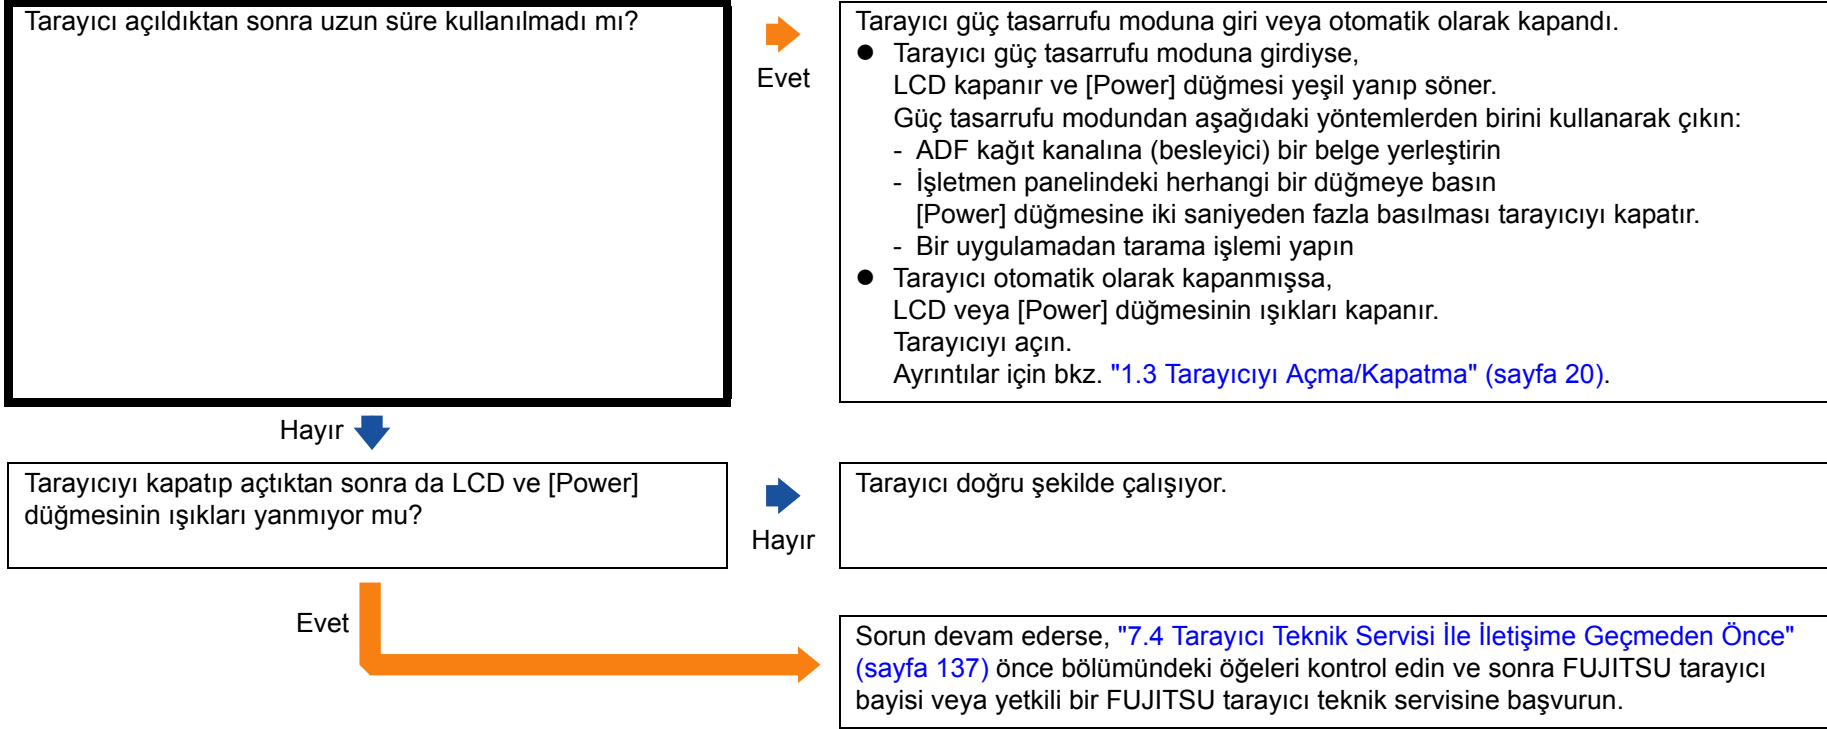 Tarayıcı açıldıktan sonra uzun süre kullanılmadı mı?
Evet
Tarayıcı güç tasarrufu moduna giri veya otomatik olarak kapandı.
● Tarayıcı güç tasarrufu moduna girdiyse,
LCD kapanır ve [Power] düğmesi yeşil yanıp söner.
Güç tasarrufu modundan aşağıdaki yöntemlerden birini kullanarak çıkın:
- ADF kağıt kanalına (besleyici) bir belge yerleştirin
- İşletmen panelindeki herhangi bir düğmeye basın
[Power] düğmesine iki saniyeden fazla basılması tarayıcıyı kapatır.
- Bir uygulamadan tarama işlemi yapın
● Tarayıcı otomatik olarak kapanmışsa,
LCD veya [Power] düğmesinin ışıkları kapanır.
Tarayıcıyı açın.
Ayrıntılar için bkz. "1.3 Tarayıcıyı Açma/Kapatma" (sayfa 20).
Hayır
Tarayıcıyı kapatıp açtıktan sonra da LCD ve [Power]
düğmesinin ışıkları yanmıyor mu?
Hayır
Tarayıcı doğru şekilde çalışıyor.
Evet
Sorun devam ederse, "7.4 Tarayıcı Teknik Servisi İle İletişime Geçmeden Önce"
(sayfa 137) önce bölümündeki öğeleri kontrol edin ve sonra FUJITSU tarayıcı
bayisi veya yetkili bir FUJITSU tarayıcı teknik servisine başvurun.